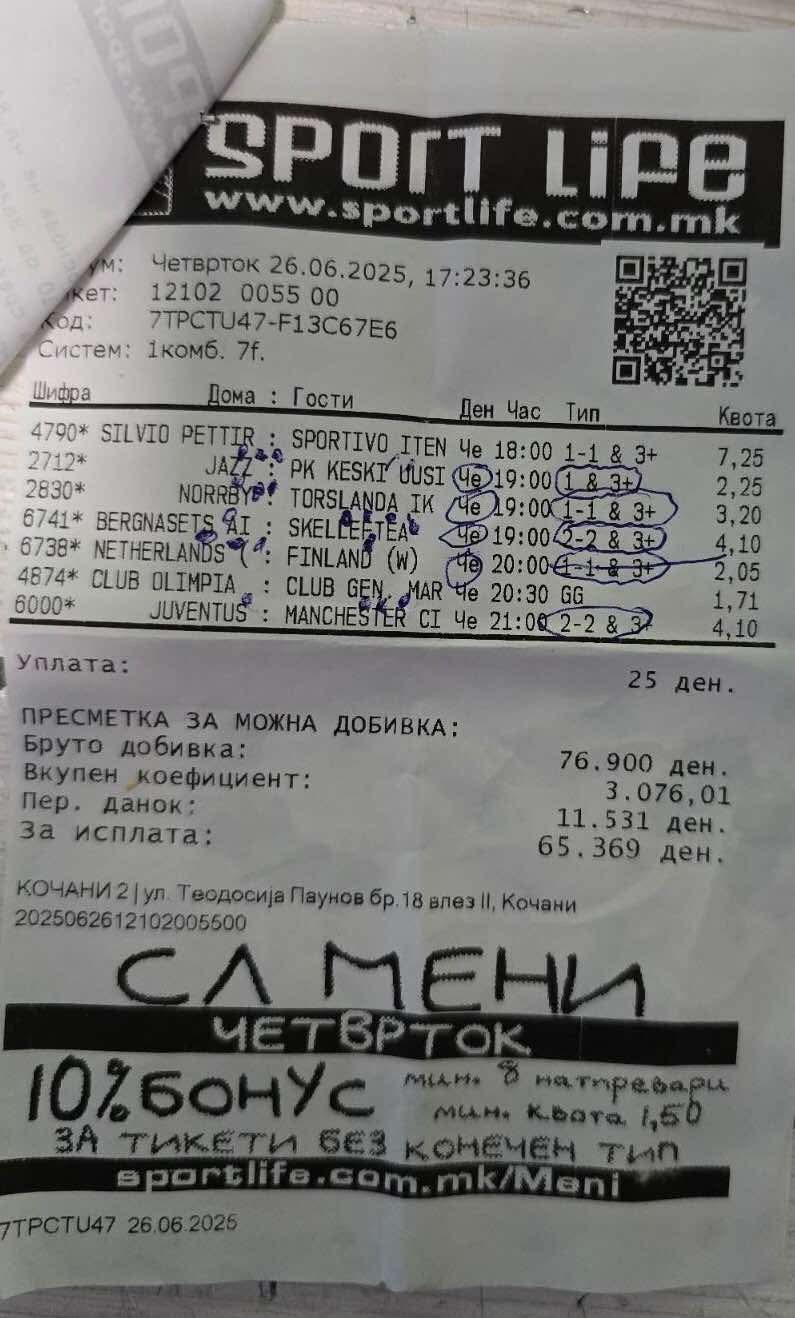 SPORT LIFE
www.sportlife.com.mk
ум: Четврток 26.06.2025, 17:23:36
кет: 12102 0055 00
Код: 7TPCTU47-F13C67E6
Систем: 1комб. 7f.
Шифра Дома : Гости Ден Час Тип Квота
4790* SILVIO PETTIR : SPORTIVO ITEN Че 18:00 1-1 & 3+ 7,25
2712* JAZZ : PK KESKI UUSI Че 19:00 1 & 3+ 2,25
2830* NORRBY : TORSLANDA IK Че 19:00 1-1 & 3+ 3,20
6741* BERGNASETS AI : SKELLEFTEA Че 19:00 2-2 & 3+ 4,10
6738* NETHERLANDS ( : FINLAND (W) Че 20:00 1-1 & 3+ 2,05
4874* CLUB OLIMPIA : CLUB GEN. MAR Че 20:30 GG 1,71
6000* JUVENTUS : MANCHESTER CI Че 21:00 2-2 & 3+ 4,10
Уплата: 25 ден.
ПРЕСМЕТКА ЗА МОЖНА ДОБИВКА:
Бруто добивка: 76.900 ден.
Вкупен коефициент: 3.076,01
Пер. данок: 11.531 ден.
За исплата: 65.369 ден.
КОЧАНИ 2 | ул. Теодосија Паунов бр.18 влез II, Кочани
2025062612102005500
СЛ МЕНИ
ЧЕТВРТОК
10% БОНУС мин. 8 натпревари
мин. квота 1,50
ЗА ТИКЕТИ БЕЗ КОНЕЧЕН ТИП
sportlife.com.mk/Meni
7TPCTU47 26.06.2025